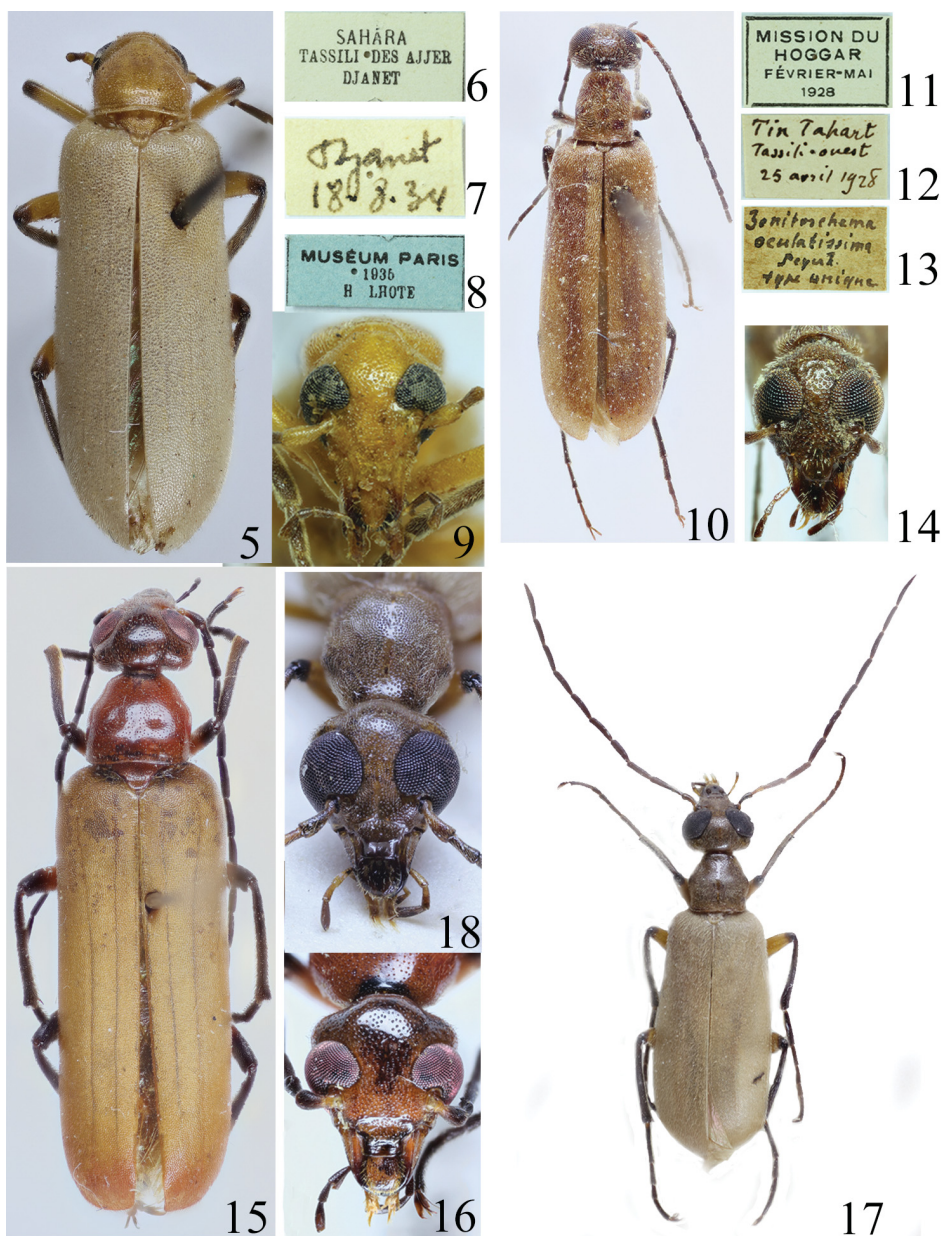 SAHÁRA
TASSILI DES AJJER
DJANET
6
Djanet
18.8.34
7
MUSÉUM PARIS
1935
H LHOTE
8
5
9
MISSION DU
HOGGAR
FÉVRIER-MAI
1928
11
Tin Tahart
Tassili-ouest
25 avril 1928
12
Zonitoschema
oculatissima
Peyer.
type unique
13
10
14
15
18
16
17